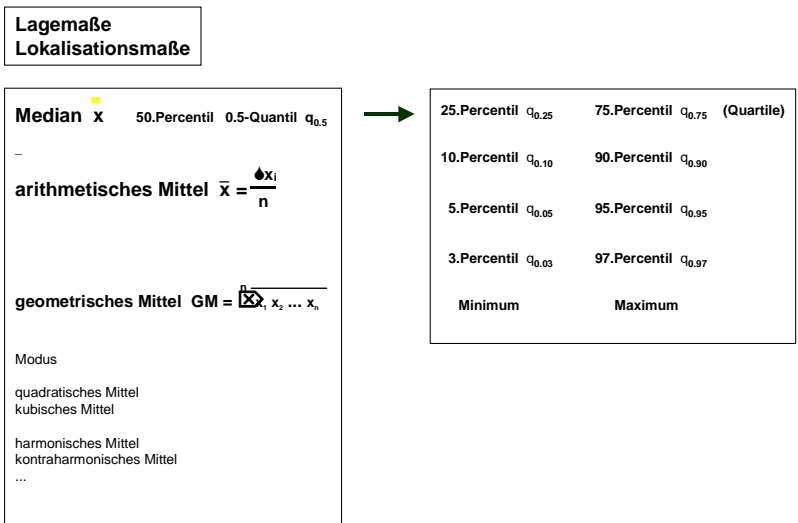 Lagemaße
Lokalisationsmaße
Median x 50.Percentil 0.5-Quantil q0.5
_
arithmetisches Mittel x̄ = xi
n
geometrisches Mittel GM = n x1 x2 ... xn
Modus
quadratisches Mittel
kubisches Mittel
harmonisches Mittel
kontraharmonisches Mittel
...
25.Percentil q0.25 75.Percentil q0.75 (Quartile)
10.Percentil q0.10 90.Percentil q0.90
5.Percentil q0.05 95.Percentil q0.95
3.Percentil q0.03 97.Percentil q0.97
Minimum Maximum